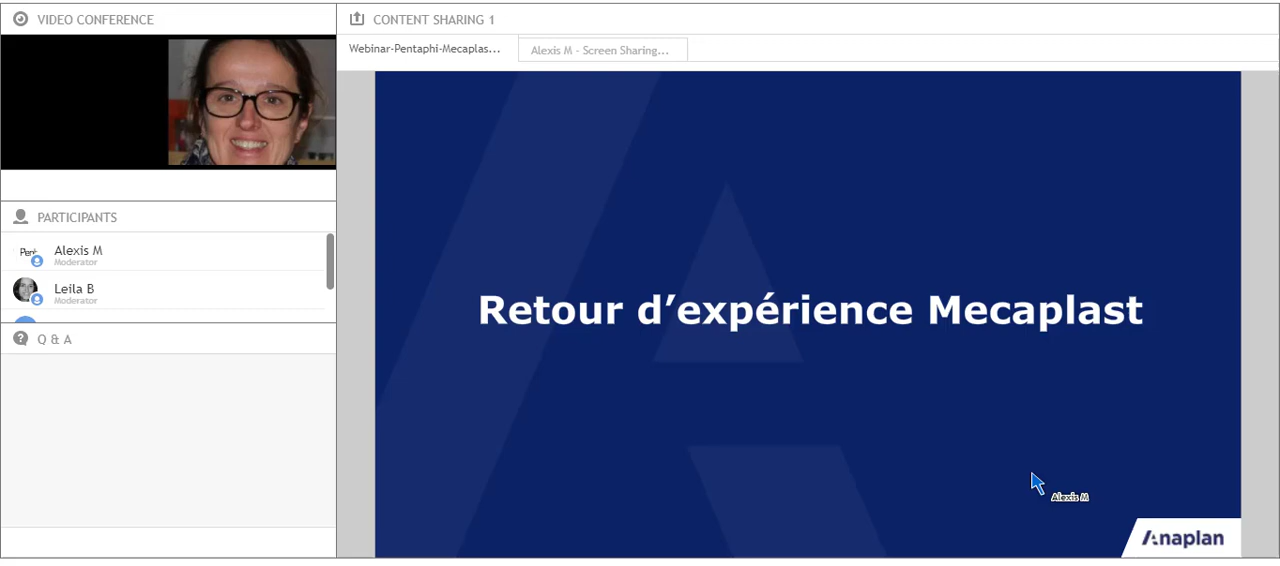 VIDEO CONFERENCE
CONTENT SHARING 1
Webinar-Pentaphi-Mecaplas...
Alexis M - Screen Sharing...
PARTICIPANTS
Alexis M
Moderator
Leila B
Moderator
Q & A
Retour d’expérience Mecaplast
Alexis M
Anaplan